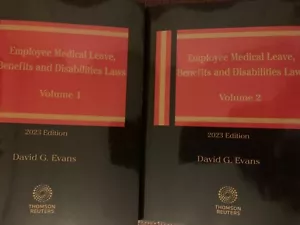 Employee Medical Leave,
Benefits and Disabilities Laws
Volume 1
2023 Edition
David G. Evans
THOMSON
REUTERS
Employee Medical Leave,
Benefits and Disabilities Laws
Volume 2
2023 Edition
David G. Evans
THOMSON
REUTERS